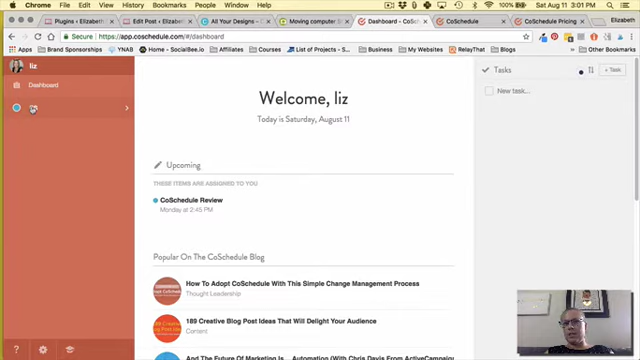 Chrome File Edit View History Bookmarks People Window Help
100% Sat Aug 11 3:01 PM
Plugins ‹ Elizabeth
Edit Post ‹ Elizabeth
All Your Designs - C
Moving computer
Dashboard - CoSche
CoSchedule
CoSchedule Pricing
Elizabeth
Secure https://app.coschedule.com/#/dashboard
Apps Brand Sponsorships YNAB Home - SocialBee.io Affiliates Courses List of Projects S... Business My Websites RelayThat Blogs Other Bookmarks
liz
Dashboard
Welcome, liz
Today is Saturday, August 11
Upcoming
THESE ITEMS ARE ASSIGNED TO YOU
CoSchedule Review
Monday at 2:45 PM
Popular On The CoSchedule Blog
How To Adopt CoSchedule With This Simple Change Management Process
Thought Leadership
189 Creative Blog Post Ideas That Will Delight Your Audience
Content
And The Future Of Marketing Is... Automation (With Chris Davis From ActiveCampai
Tasks
+ Task
New task...